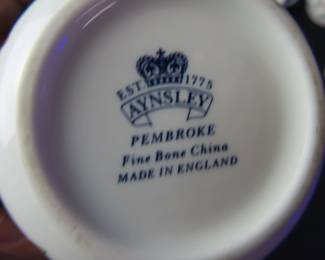 EST. 1775
AYNSLEY
PEMBROKE
Fine Bone China
MADE IN ENGLAND